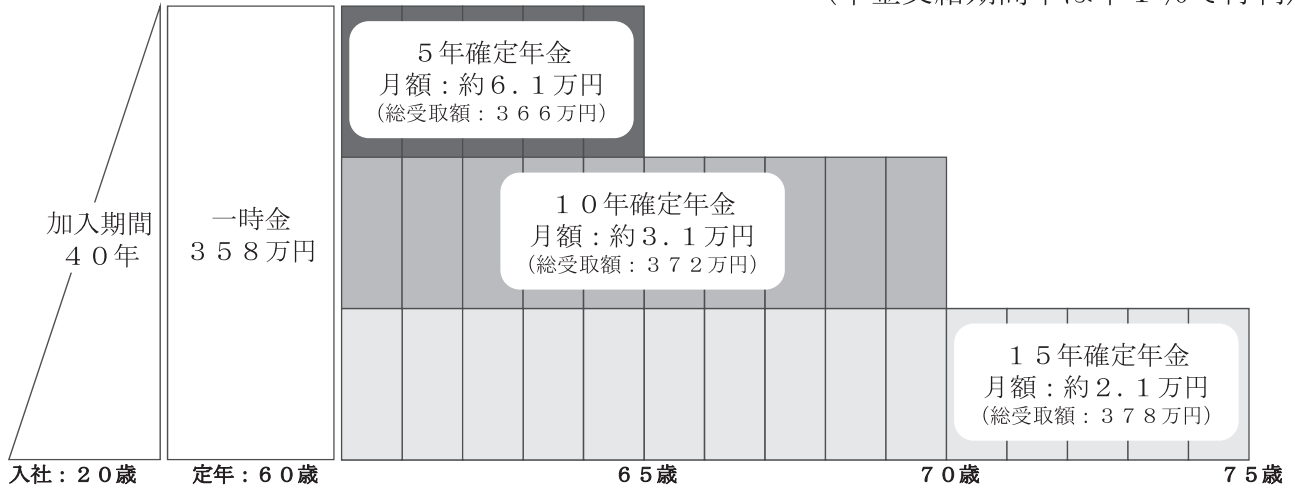 ５年確定年金
月額：約６．１万円
（総受取額：３６６万円）
１０年確定年金
月額：約３．１万円
（総受取額：３７２万円）
加入期間
４０年
一時金
３５８万円
１５年確定年金
月額：約２．１万円
（総受取額：３７８万円）
入社：２０歳
定年：６０歳
６５歳
７０歳
７５歳